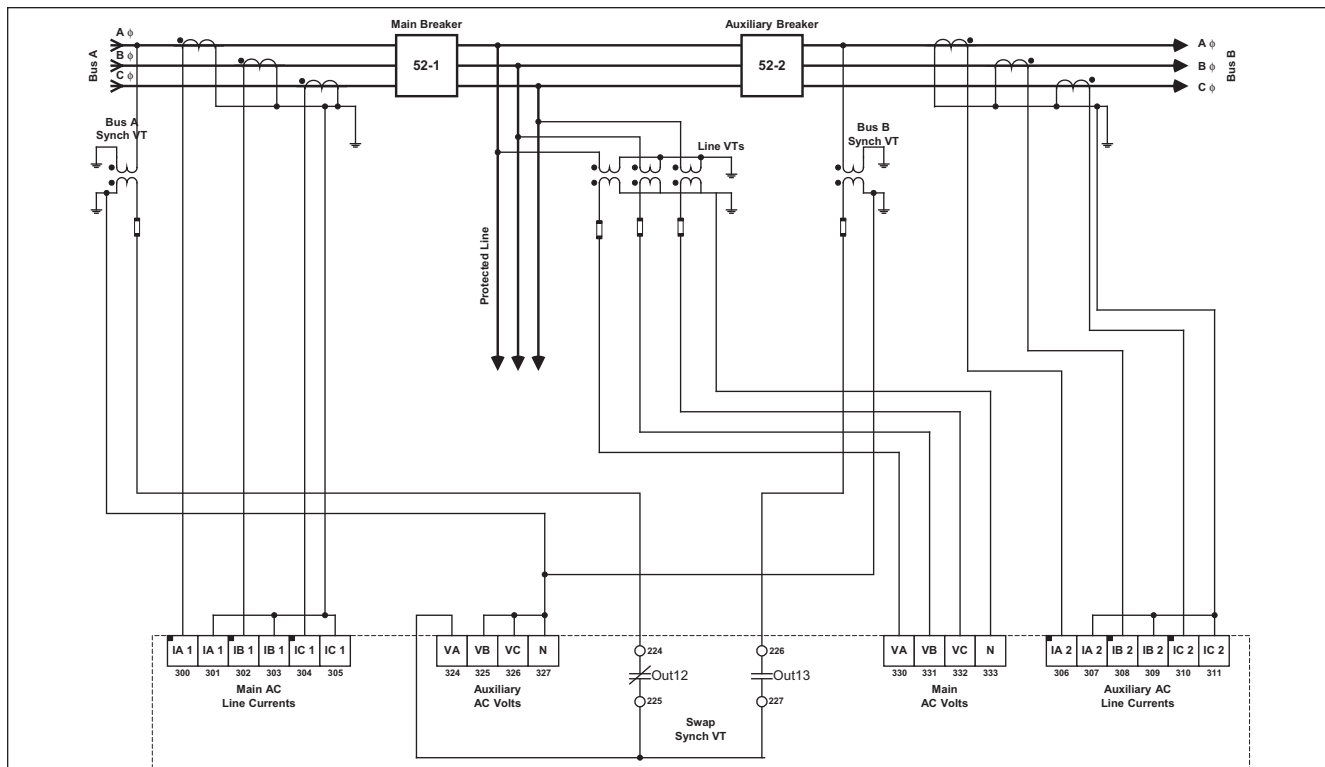 Main Breaker
Auxiliary Breaker
A ϕ
B ϕ
C ϕ
Bus A
52-1
52-2
A ϕ
B ϕ
C ϕ
Bus B
Bus A
Synch VT
Line VTs
Bus B
Synch VT
Protected Line
IA 1
IA 1
IB 1
IB 1
IC 1
IC 1
300
301
302
303
304
305
Main AC
Line Currents
VA
VB
VC
N
324
325
326
327
Auxiliary
AC Volts
224
Out12
225
226
Out13
227
Swap
Synch VT
VA
VB
VC
N
330
331
332
333
Main
AC Volts
IA 2
IA 2
IB 2
IB 2
IC 2
IC 2
306
307
308
309
310
311
Auxiliary AC
Line Currents